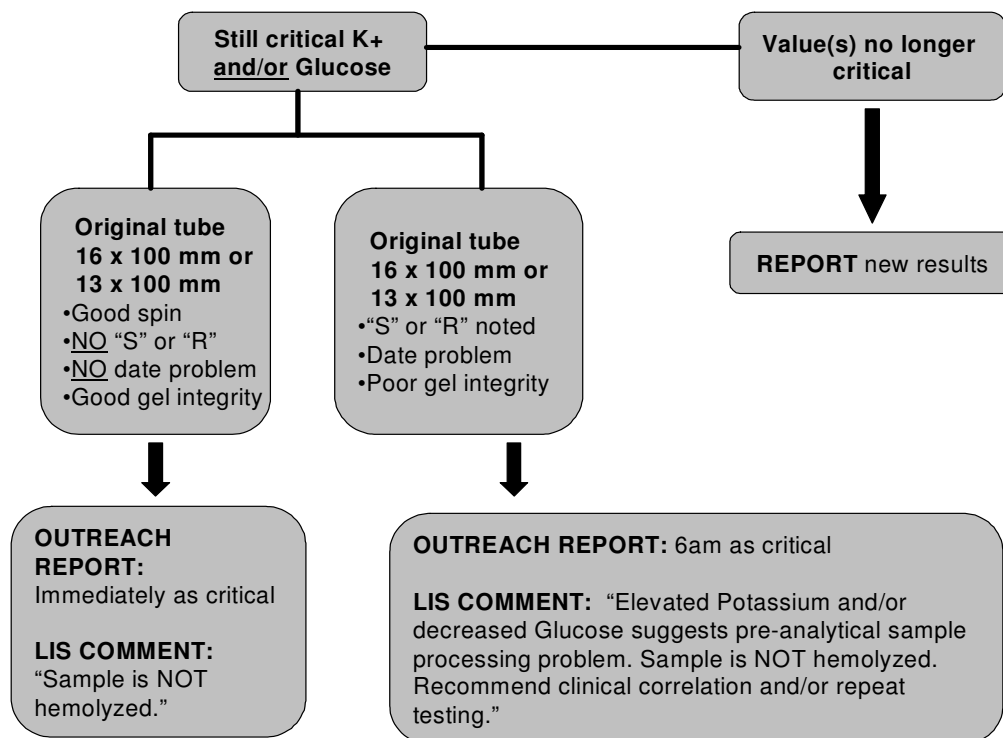 Still critical K+
and/or Glucose
Value(s) no longer
critical
Original tube
16 x 100 mm or
13 x 100 mm
•Good spin
•NO “S” or “R”
•NO date problem
•Good gel integrity
Original tube
16 x 100 mm or
13 x 100 mm
•“S” or “R” noted
•Date problem
•Poor gel integrity
REPORT new results
OUTREACH
REPORT:
Immediately as critical
LIS COMMENT:
“Sample is NOT
hemolyzed.”
OUTREACH REPORT: 6am as critical
LIS COMMENT: “Elevated Potassium and/or
decreased Glucose suggests pre-analytical sample
processing problem. Sample is NOT hemolyzed.
Recommend clinical correlation and/or repeat
testing.”